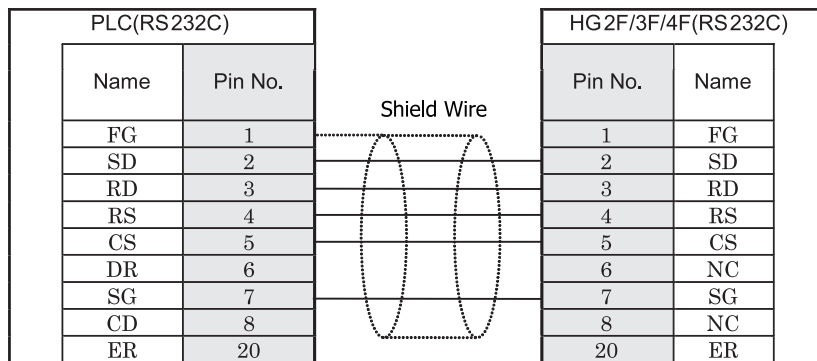 PLC(RS232C) HG2F/3F/4F(RS232C)
Name Pin No. Pin No. Name
Shield Wire
FG 1 1 FG
SD 2 2 SD
RD 3 3 RD
RS 4 4 RS
CS 5 5 CS
DR 6 6 NC
SG 7 7 SG
CD 8 8 NC
ER 20 20 ER